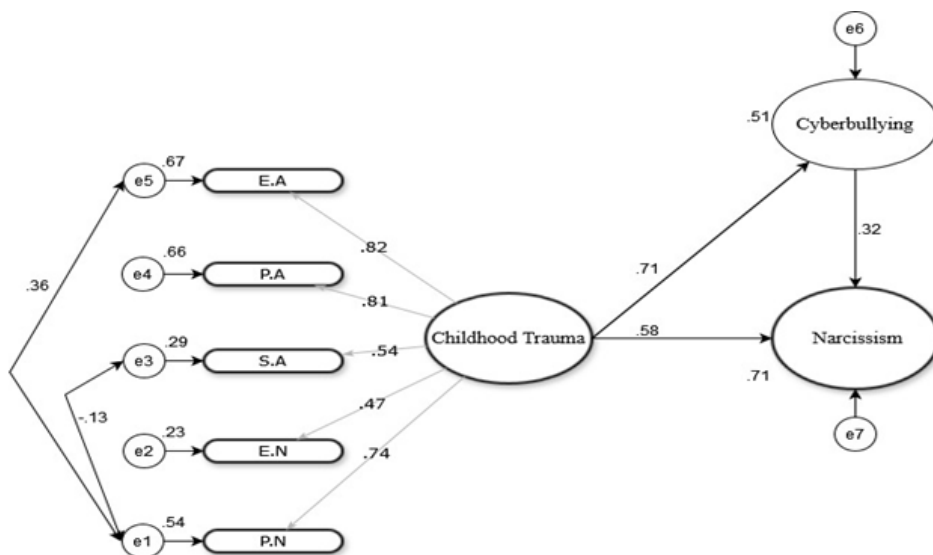 e6
.51
Cyberbullying
.67
e5
E.A
.82
.32
.66
e4
P.A
.71
.36
.81
.29
Childhood Trauma
.58
Narcissism
e3
S.A
.54
.71
-.13
.47
.23
e2
E.N
e7
.74
.54
e1
P.N